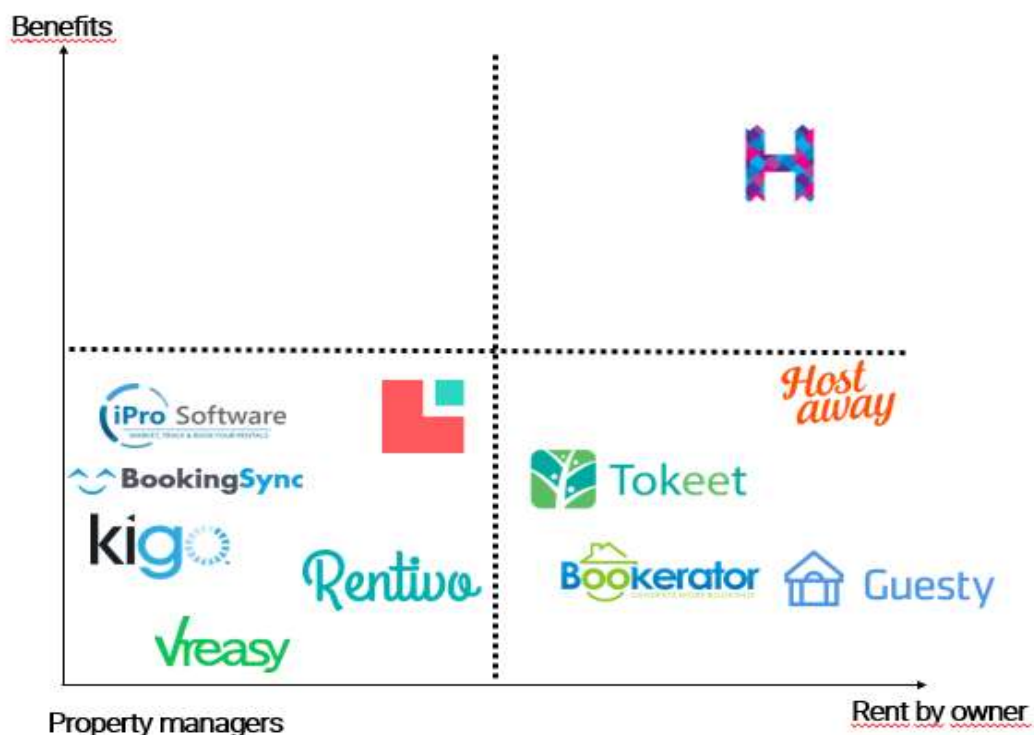 Benefits
H
iPro Software
MARKET, TRACK & BOOK YOUR RENTALS
Host
away
BookingSync
Tokeet
kigo
Rentivo
Bookerator
Guesty
Vreasy
Property managers
Rent by owner